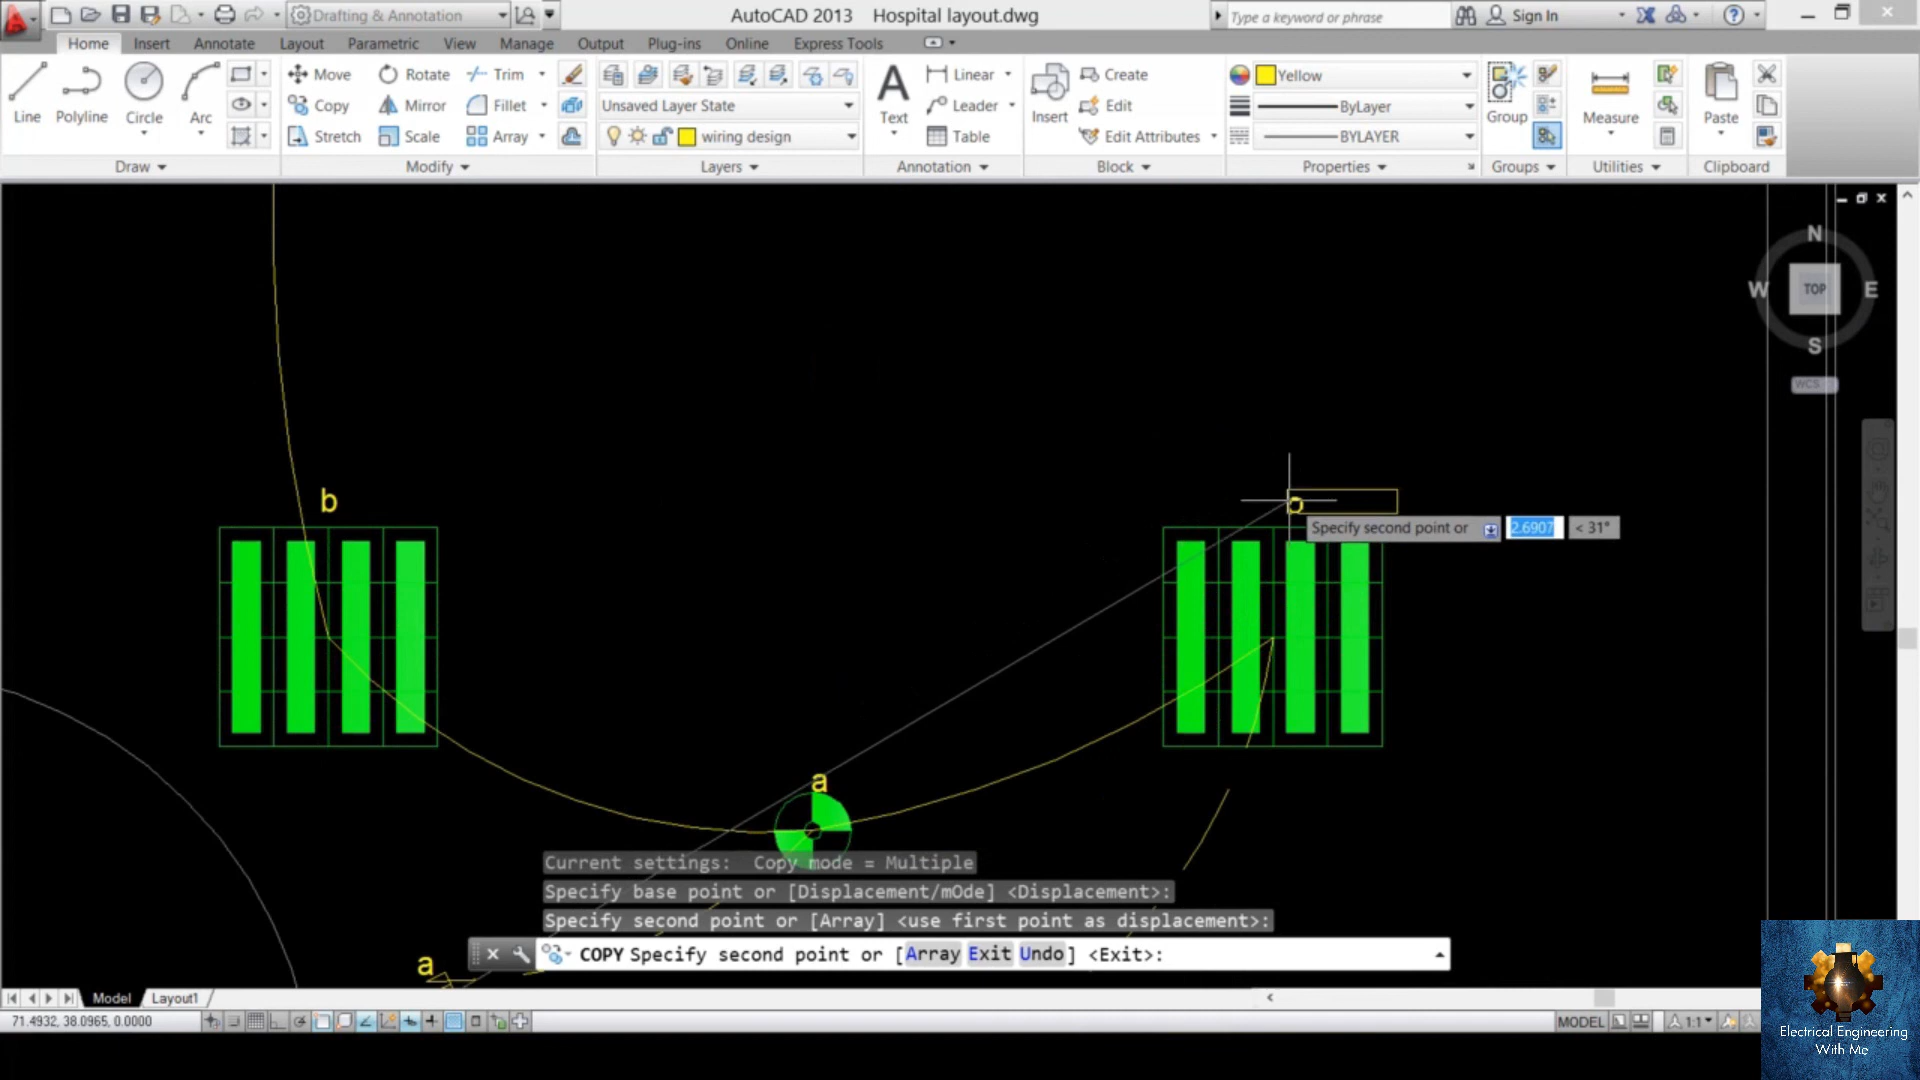 Drafting & Annotation
AutoCAD 2013 Hospital layout.dwg
Type a keyword or phrase
Sign In
Home Insert Annotate Layout Parametric View Manage Output Plug-ins Online Express Tools
Move Rotate Trim
Linear
Create
Yellow
Copy Mirror Fillet
Unsaved Layer State
Leader
Edit
ByLayer
Line Polyline Circle Arc
Text
Insert
Group
Measure
Paste
Stretch Scale Array
wiring design
Table
Edit Attributes
BYLAYER
Draw Modify Layers Annotation Block Properties Groups Utilities Clipboard
N
W TOP E
S
WCS
b
Specify second point or 2.6907 < 31°
a
Current settings: Copy mode = Multiple
Specify base point or [Displacement/mOde] <Displacement>:
Specify second point or [Array] <use first point as displacement>:
COPY Specify second point or [Array Exit Undo] <Exit>:
a
Model Layout1
71.4932, 38.0965, 0.0000
MODEL
1:1
Electrical Engineering
With Me